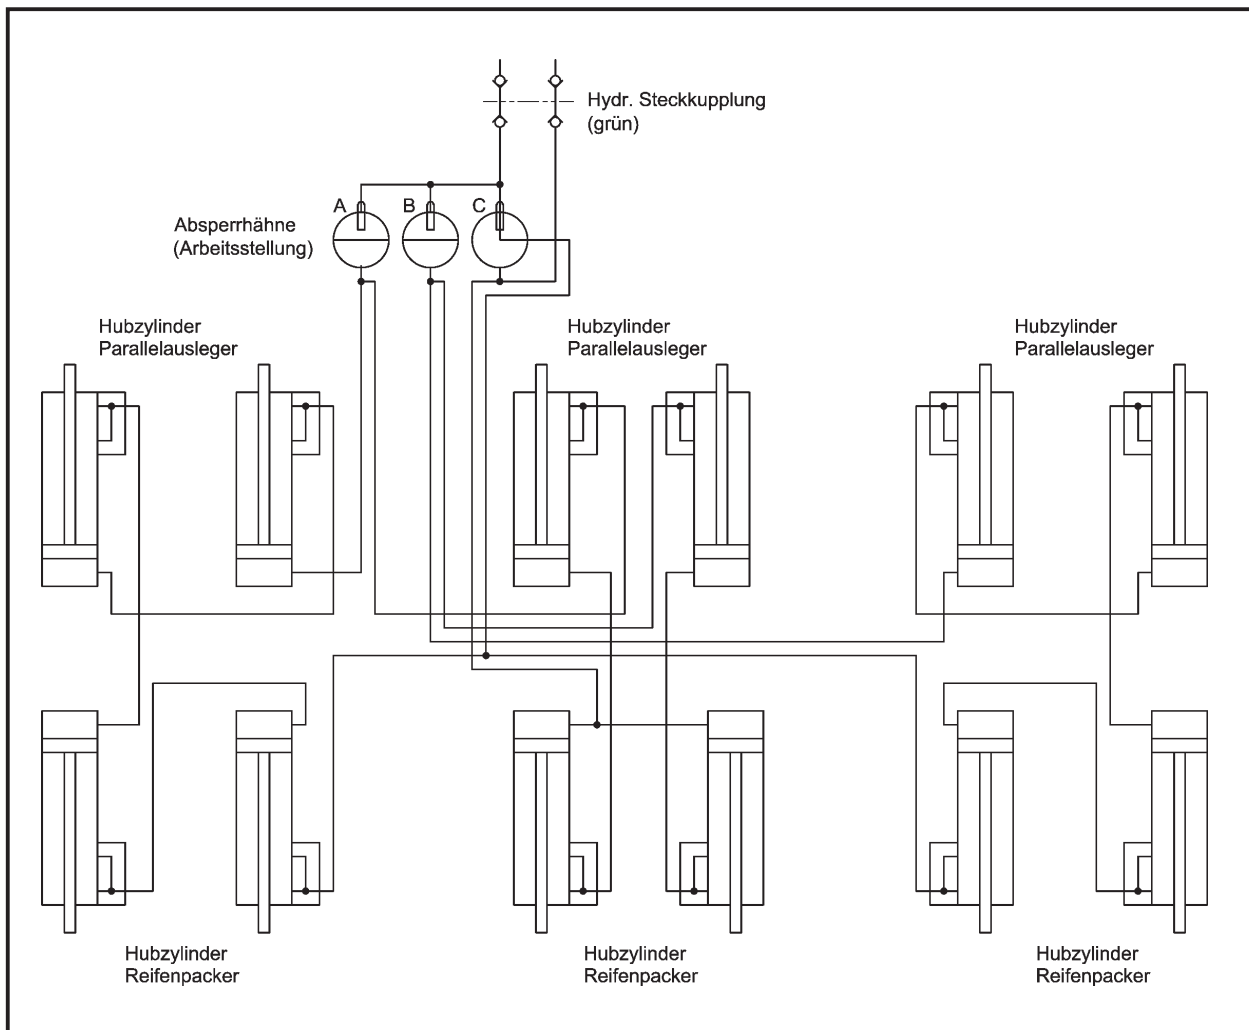 Hydr. Steckkupplung
(grün)
A B C
Absperrhähne
(Arbeitsstellung)
Hubzylinder
Parallelausleger
Hubzylinder
Parallelausleger
Hubzylinder
Parallelausleger
Hubzylinder
Reifenpacker
Hubzylinder
Reifenpacker
Hubzylinder
Reifenpacker